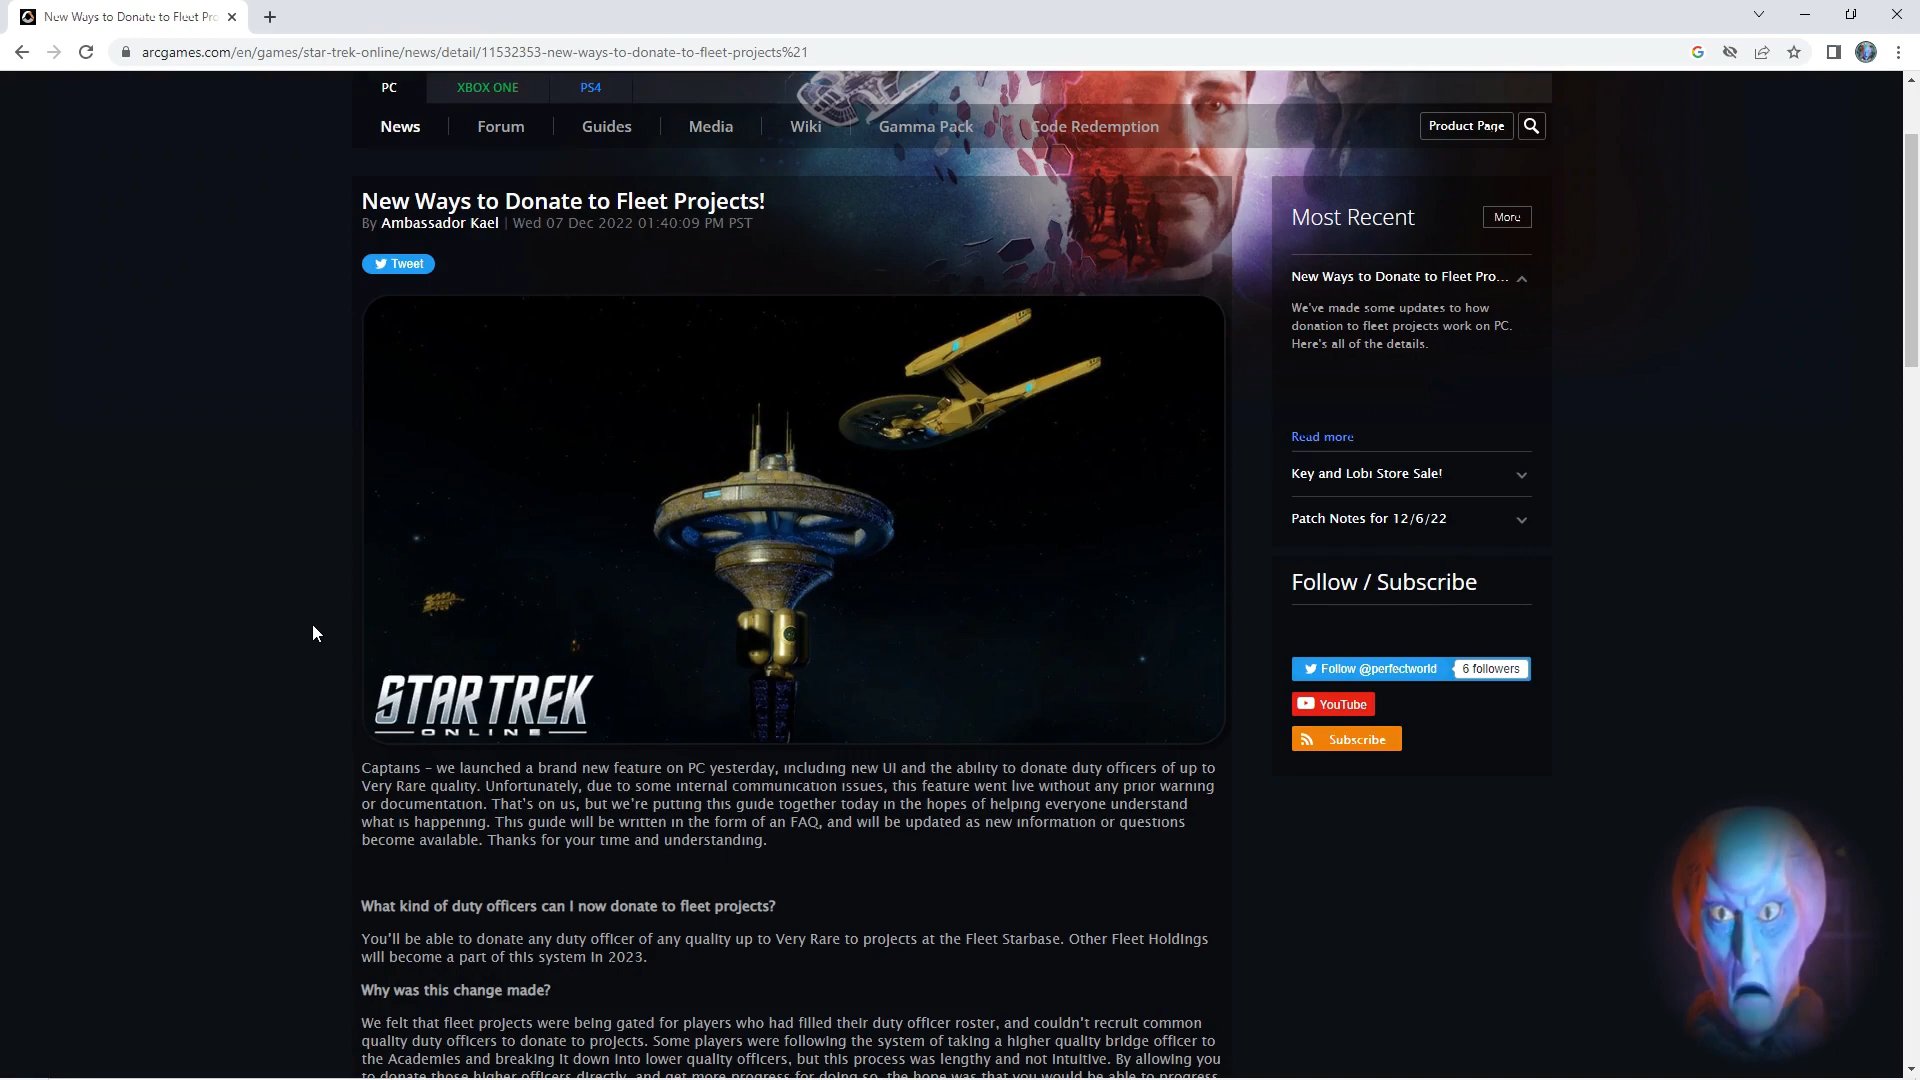 New Ways to Donate to Fleet Pro
arcgames.com/en/games/star-trek-online/news/detail/11532353-new-ways-to-donate-to-fleet-projects%21
PC
XBOX ONE
PS4
News
Forum
Guides
Media
Wiki
Gamma Pack
Code Redemption
Product Page
New Ways to Donate to Fleet Projects!
By Ambassador Kael | Wed 07 Dec 2022 01:40:09 PM PST
Tweet
STAR TREK
ONLINE
Captains – we launched a brand new feature on PC yesterday, including new UI and the ability to donate duty officers of up to
Very Rare quality. Unfortunately, due to some internal communication issues, this feature went live without any prior warning
or documentation. That's on us, but we're putting this guide together today in the hopes of helping everyone understand
what is happening. This guide will be written in the form of an FAQ, and will be updated as new information or questions
become available. Thanks for your time and understanding.
What kind of duty officers can I now donate to fleet projects?
You'll be able to donate any duty officer of any quality up to Very Rare to projects at the Fleet Starbase. Other Fleet Holdings
will become a part of this system in 2023.
Why was this change made?
We felt that fleet projects were being gated for players who had filled their duty officer roster, and couldn't recruit common
quality duty officers to donate to projects. Some players were following the system of taking a higher quality bridge officer to
the Academies and breaking it down into lower quality officers, but this process was lengthy and not intuitive. By allowing you
to donate those higher officers directly, and get more progress for doing so, the hope was that you would be able to progress
Most Recent
More
New Ways to Donate to Fleet Pro...
We've made some updates to how
donation to fleet projects work on PC.
Here's all of the details.
Read more
Key and Lobi Store Sale!
Patch Notes for 12/6/22
Follow / Subscribe
Follow @perfectworld
6 followers
YouTube
Subscribe